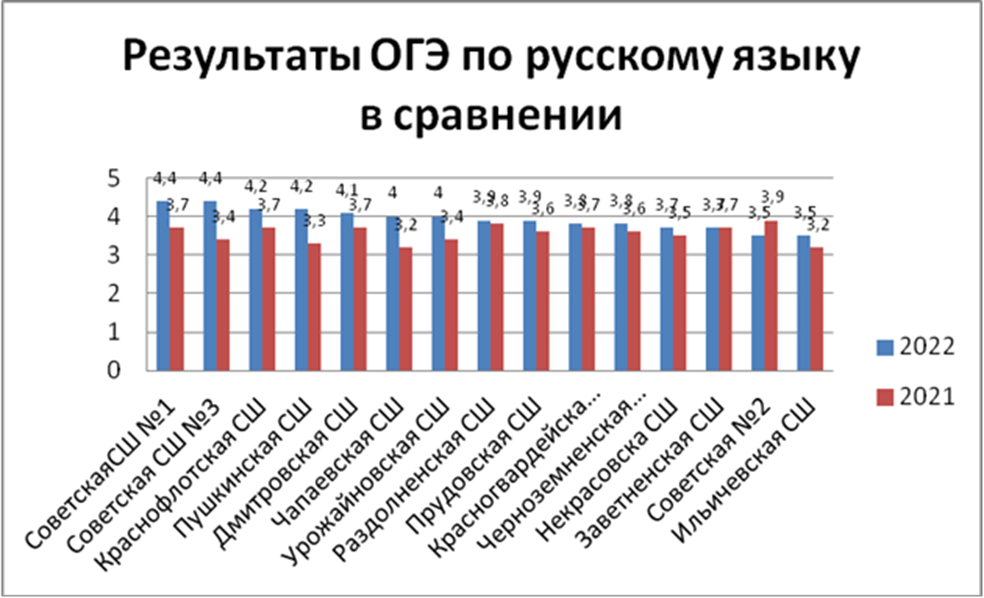 Результаты ОГЭ по русскому языку
в сравнении
5
4
3
2
1
0
4,4
3,7
4,4
3,4
4,2
3,7
4,2
3,3
4,1
3,7
4
3,2
4
3,4
3,9
3,8
3,9
3,6
3,8
3,7
3,8
3,6
3,7
3,5
3,7
3,7
3,5
3,9
3,5
3,2
СоветскаяСШ №1
Советская СШ №3
Краснофлотская СШ
Пушкинская СШ
Дмитровская СШ
Чапаевская СШ
Урожайновская СШ
Раздолненская СШ
Прудовская СШ
Красногвардейска...
Черноземненская...
Некрасовска СШ
Заветненская СШ
Советская №2
Ильичевская СШ
2022
2021